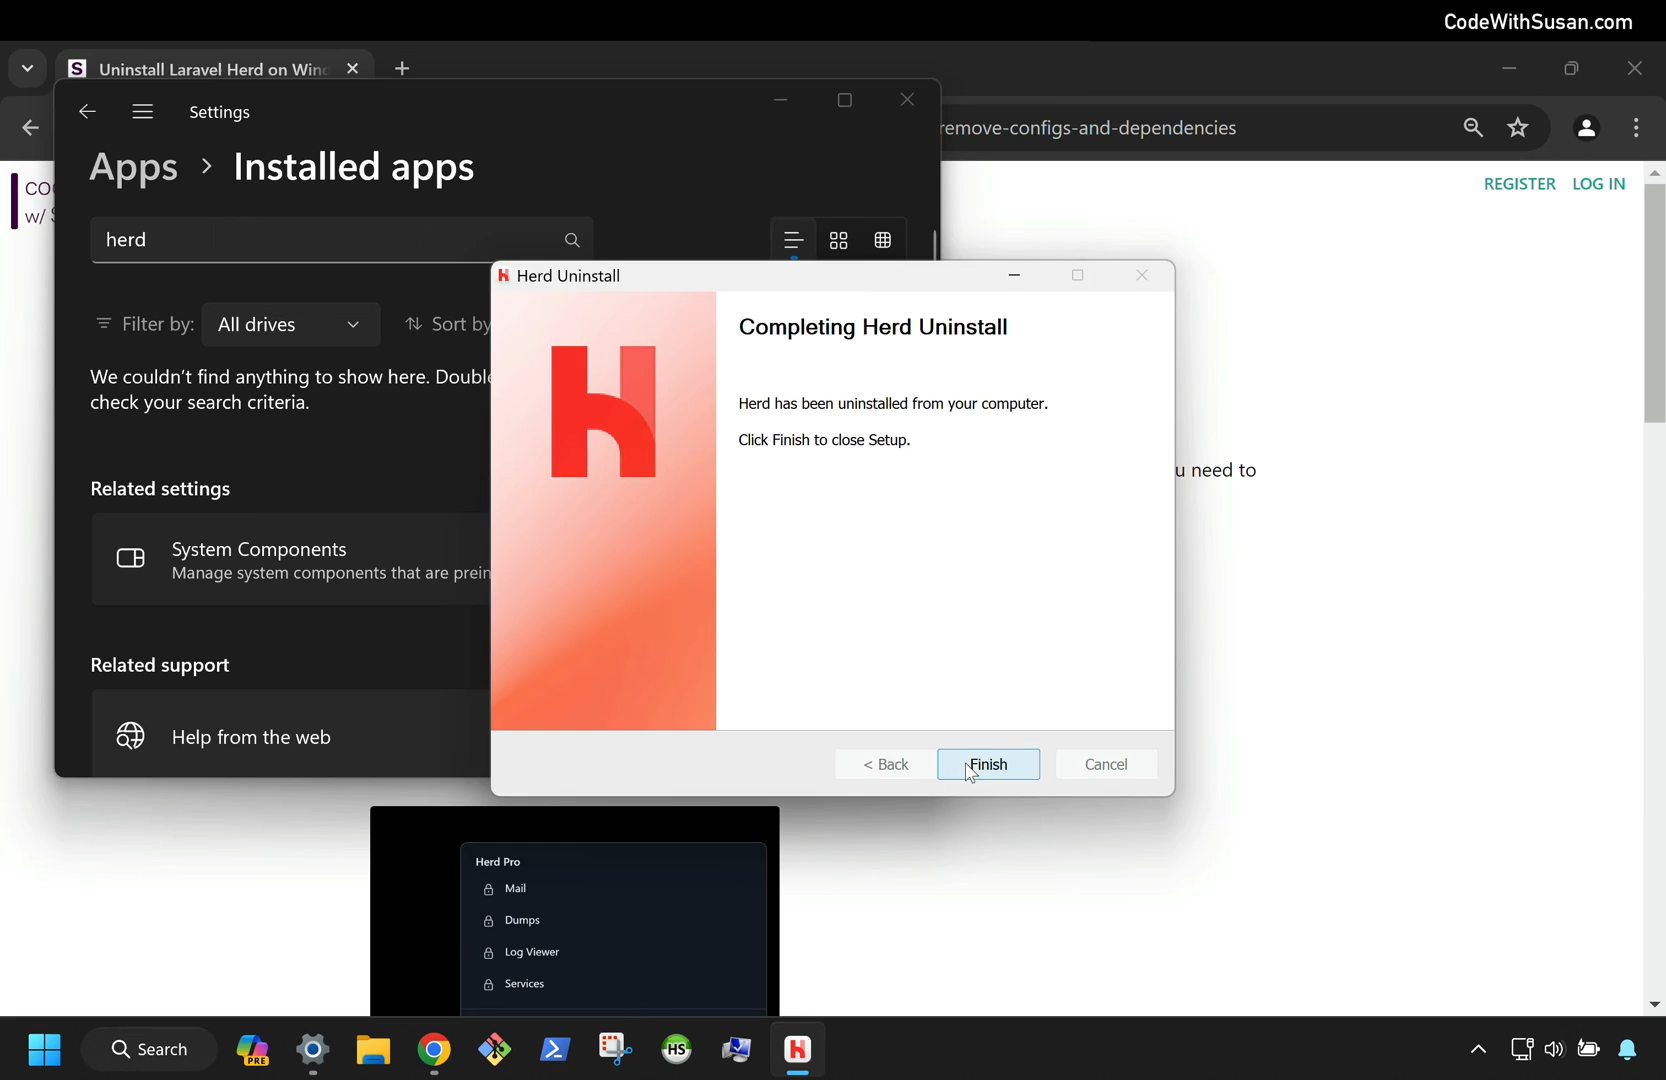 CodeWithSusan.com
S Uninstall Laravel Herd on Win
Settings
remove-configs-and-dependencies
Apps > Installed apps
CO
w/ S
REGISTER LOG IN
herd
Herd Uninstall
Filter by: All drives Sort by
Completing Herd Uninstall
We couldn't find anything to show here. Double
check your search criteria.
Herd has been uninstalled from your computer.
Click Finish to close Setup.
u need to
Related settings
System Components
Manage system components that are prein
Related support
Help from the web
< Back Finish Cancel
Herd Pro
Mail
Dumps
Log Viewer
Services
Search
PRE
HS